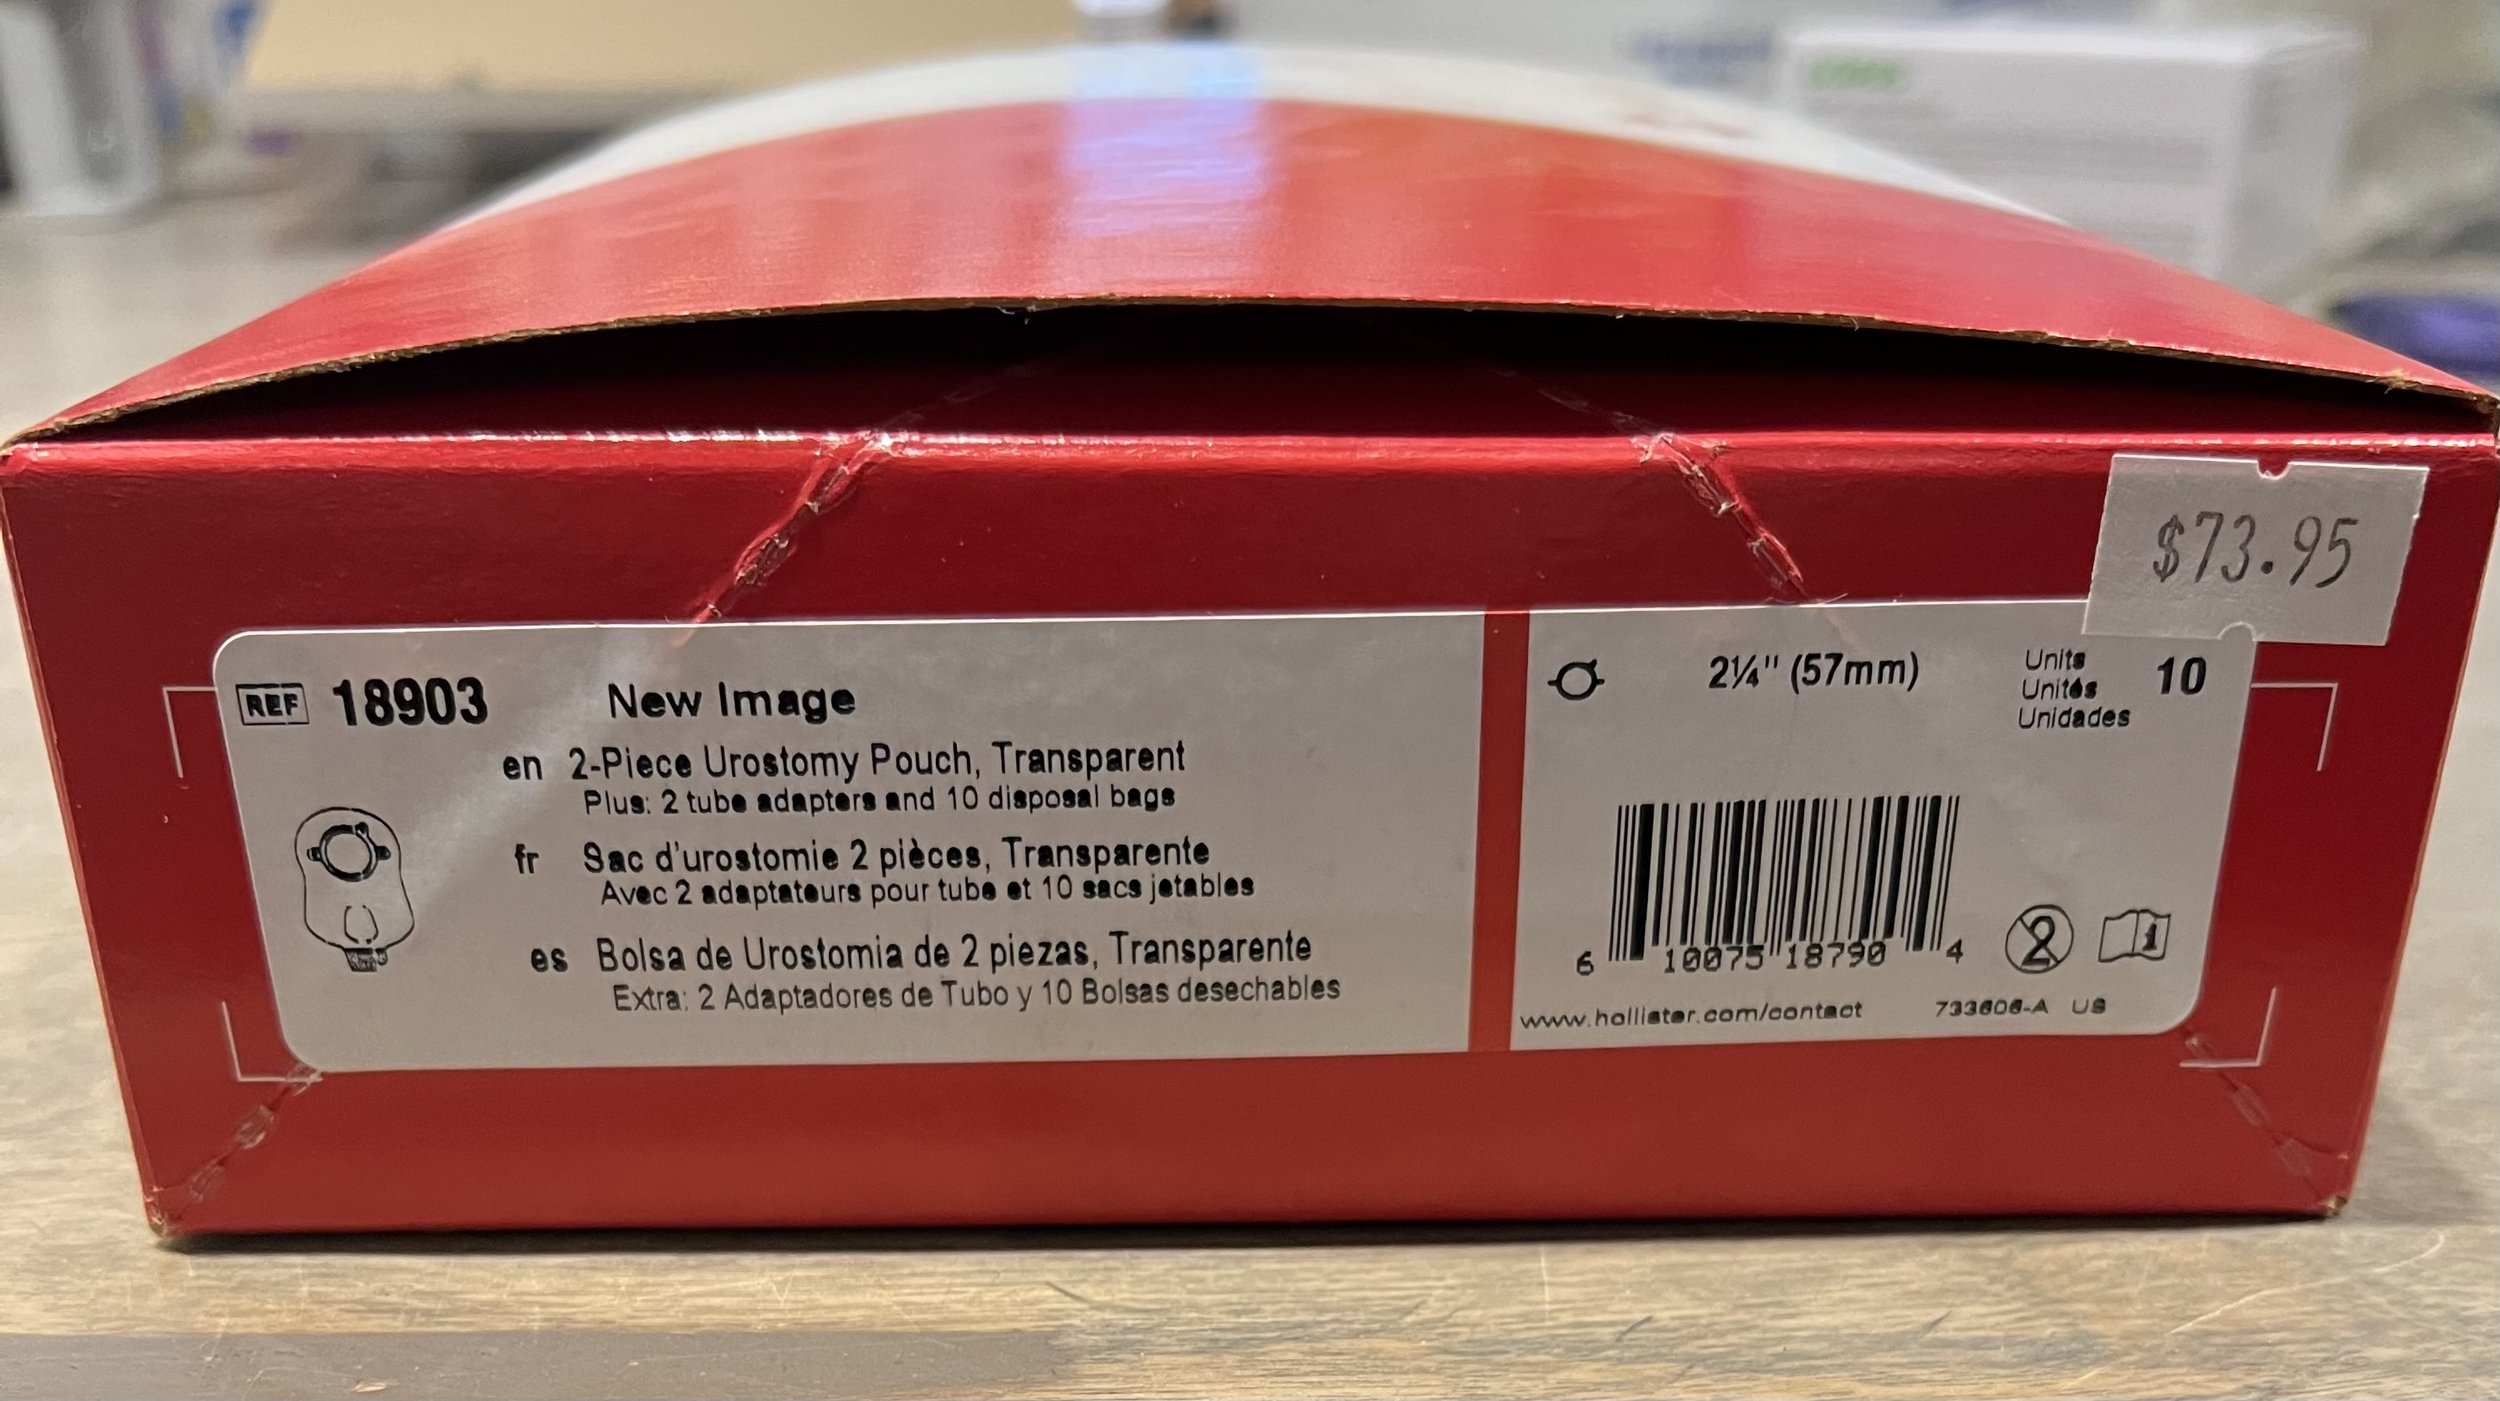 $73.95
REF 18903 New Image
en 2-Piece Urostomy Pouch, Transparent
Plus: 2 tube adapters and 10 disposal bags
fr Sac d'urostomie 2 pièces, Transparente
Avec 2 adaptateurs pour tube et 10 sacs jetables
es Bolsa de Urostomia de 2 piezas, Transparente
Extra: 2 Adaptadores de Tubo y 10 Bolsas desechables
2¼" (57mm)
Units
Unités 10
Unidades
6 10075 18790 4
2
www.hollister.com/contact 733606-A US